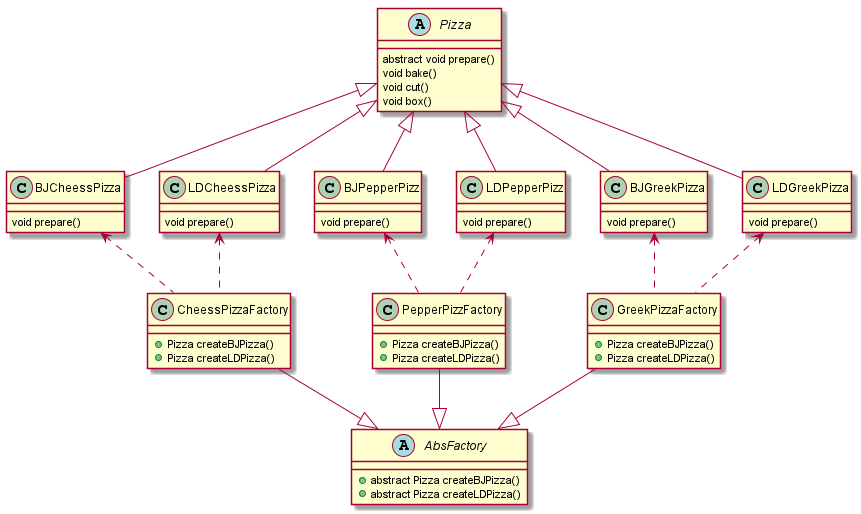 A Pizza
abstract void prepare()
void bake()
void cut()
void box()
C BJCheessPizza
void prepare()
C LDCheessPizza
void prepare()
C BJPepperPizz
void prepare()
C LDPepperPizz
void prepare()
C BJGreekPizza
void prepare()
C LDGreekPizza
void prepare()
C CheessPizzaFactory
Pizza createBJPizza()
Pizza createLDPizza()
C PepperPizzFactory
Pizza createBJPizza()
Pizza createLDPizza()
C GreekPizzaFactory
Pizza createBJPizza()
Pizza createLDPizza()
A AbsFactory
abstract Pizza createBJPizza()
abstract Pizza createLDPizza()